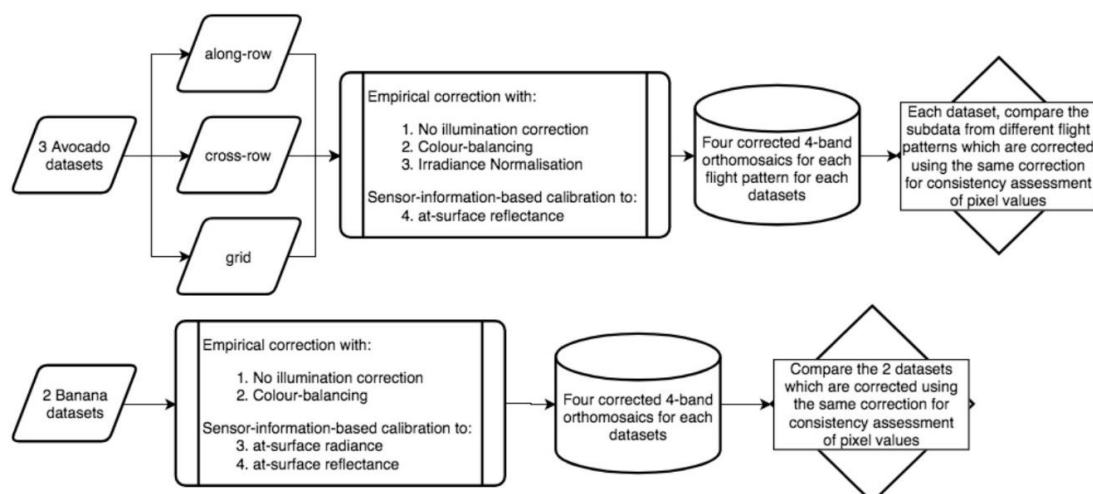 3 Avocado
datasets
along-row
cross-row
grid
Empirical correction with:
1. No illumination correction
2. Colour-balancing
3. Irradiance Normalisation
Sensor-information-based calibration to:
4. at-surface reflectance
Four corrected 4-band
orthomosaics for each
flight pattern for each
datasets
Each dataset, compare the
subdata from different flight
patterns which are corrected
using the same correction
for consistency assessment
of pixel values
2 Banana
datasets
Empirical correction with:
1. No illumination correction
2. Colour-balancing
Sensor-information-based calibration to:
3. at-surface radiance
4. at-surface reflectance
Four corrected 4-band
orthomosaics for each
datasets
Compare the 2 datasets
which are corrected using
the same correction for
consistency assessment
of pixel values